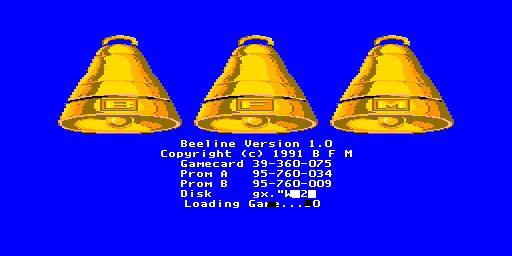 B F M
Beeline Version 1.0
Copyright (c) 1991 B F M
Gamecard 39-360-075
Prom A 95-760-034
Prom B 95-760-009
Disk
Loading